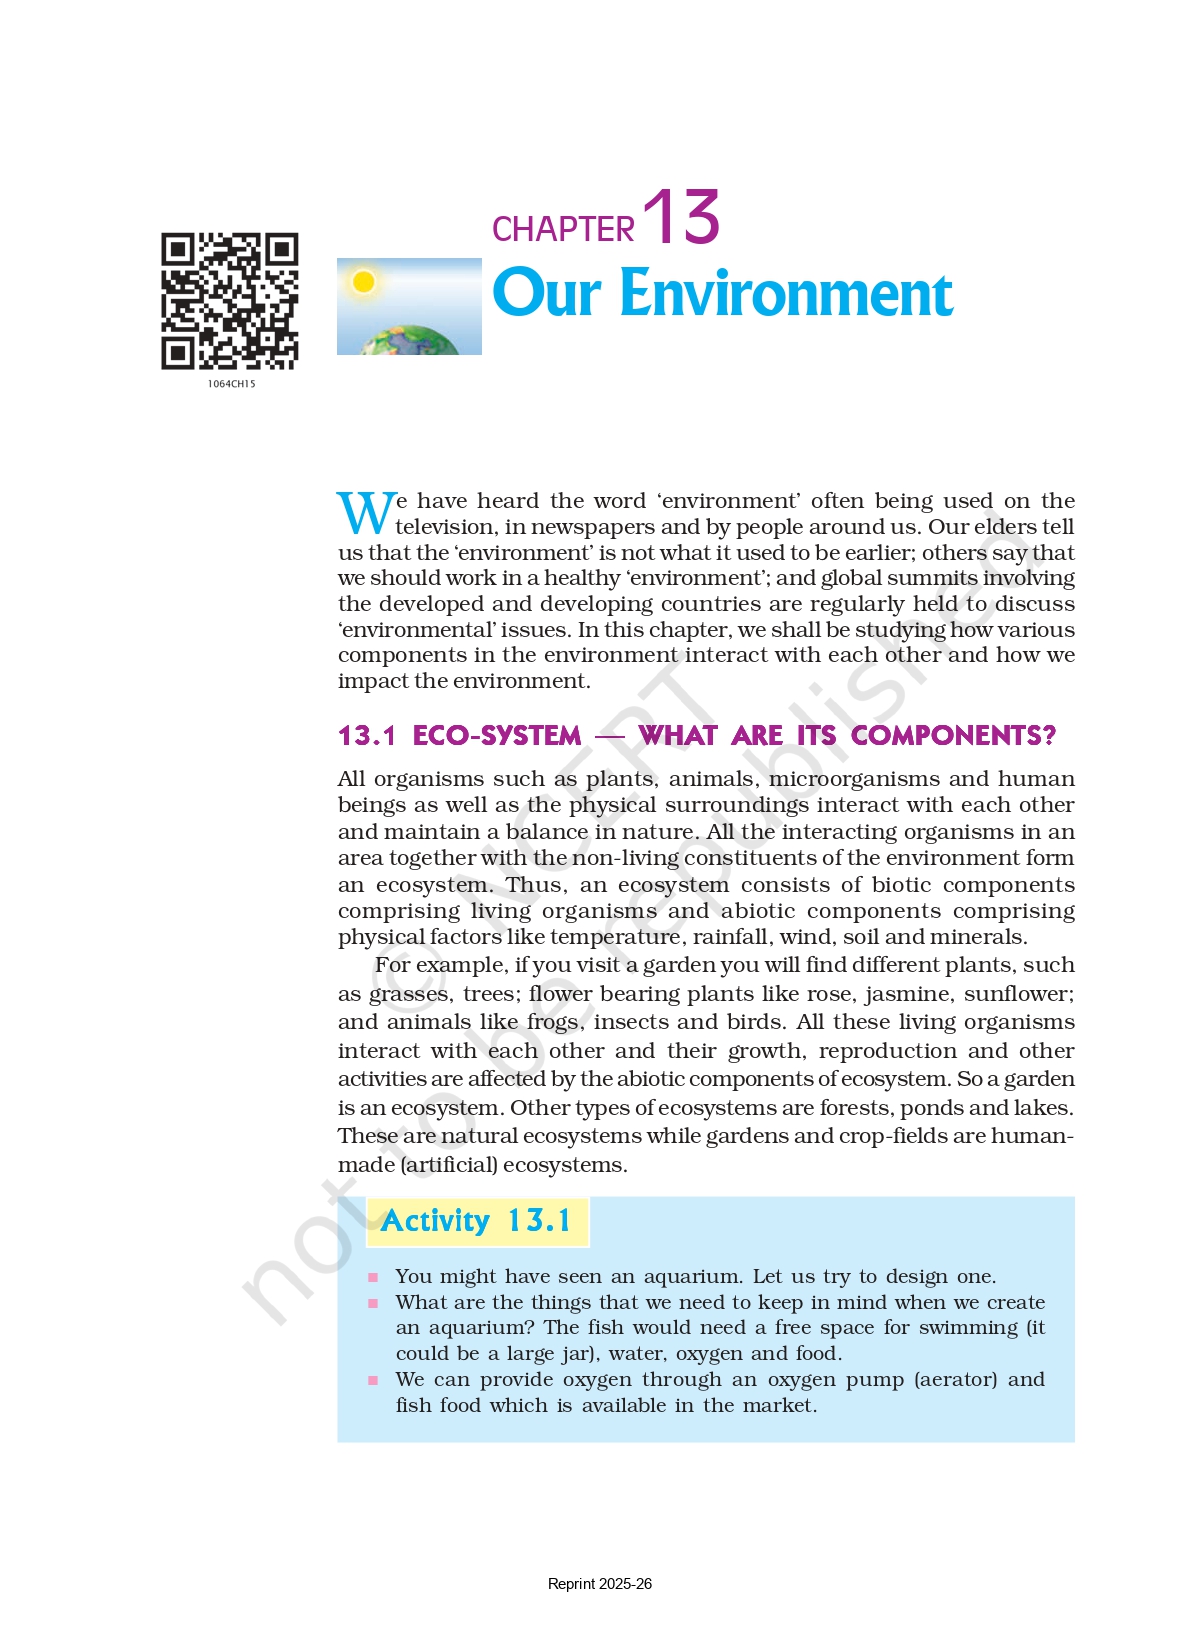 CHAPTER 13
Our Environment
1064CH15
We have heard the word ‘environment’ often being used on the
television, in newspapers and by people around us. Our elders tell
us that the ‘environment’ is not what it used to be earlier; others say that
we should work in a healthy ‘environment’; and global summits involving
the developed and developing countries are regularly held to discuss
‘environmental’ issues. In this chapter, we shall be studying how various
components in the environment interact with each other and how we
impact the environment.
13.1 ECO-SYSTEM — WHAT ARE ITS COMPONENTS?
All organisms such as plants, animals, microorganisms and human
beings as well as the physical surroundings interact with each other
and maintain a balance in nature. All the interacting organisms in an
area together with the non-living constituents of the environment form
an ecosystem. Thus, an ecosystem consists of biotic components
comprising living organisms and abiotic components comprising
physical factors like temperature, rainfall, wind, soil and minerals.
For example, if you visit a garden you will find different plants, such
as grasses, trees; flower bearing plants like rose, jasmine, sunflower;
and animals like frogs, insects and birds. All these living organisms
interact with each other and their growth, reproduction and other
activities are affected by the abiotic components of ecosystem. So a garden
is an ecosystem. Other types of ecosystems are forests, ponds and lakes.
These are natural ecosystems while gardens and crop-fields are human-
made (artificial) ecosystems.
Activity 13.1
You might have seen an aquarium. Let us try to design one.
What are the things that we need to keep in mind when we create
an aquarium? The fish would need a free space for swimming (it
could be a large jar), water, oxygen and food.
We can provide oxygen through an oxygen pump (aerator) and
fish food which is available in the market.
© NCERT
not to be republished
Reprint 2025-26